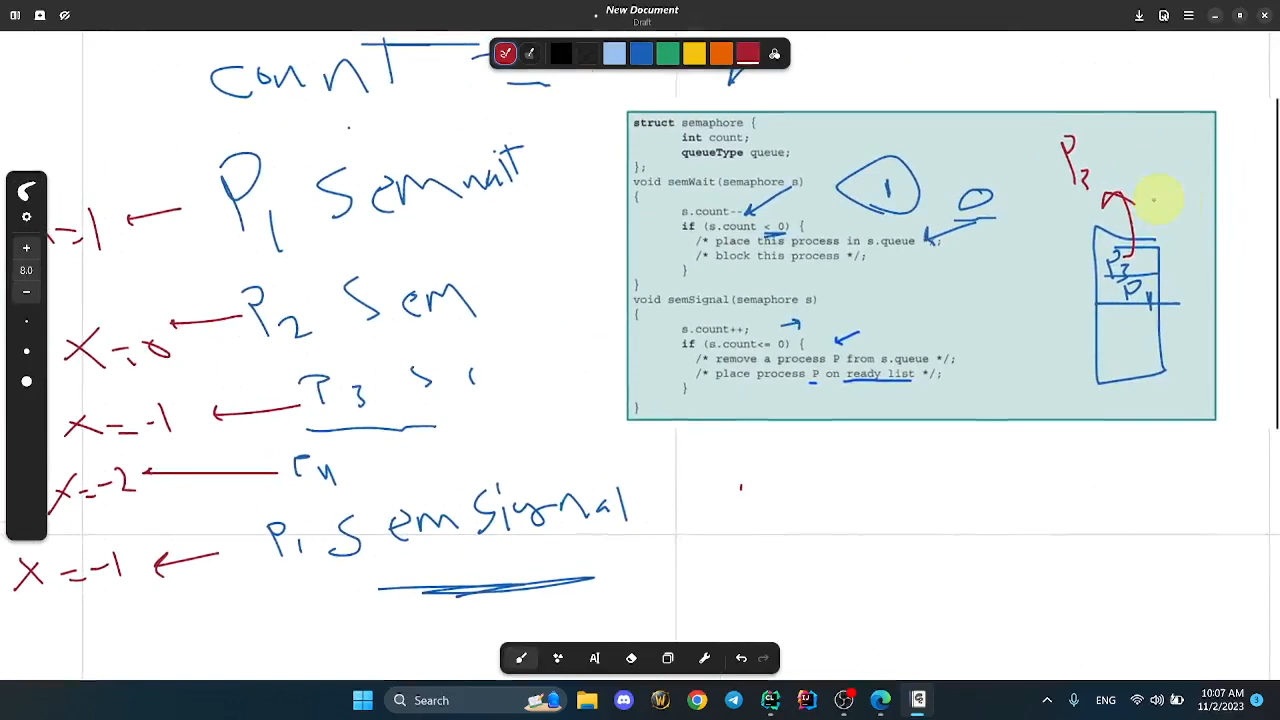 New Document
Draft
count =
P1 semwait
x=1
P2 sem
x=0
P3 s
x=-1
x=-2
P1 semSignal
x=-1
8.0
struct semaphore {
int count;
queueType queue;
};
void semWait(semaphore s)
{
s.count--
if (s.count < 0) {
/* place this process in s.queue
/* block this process */;
}
}
void semSignal(semaphore s)
{
s.count++;
if (s.count<= 0) {
/* remove a process P from s.queue */;
/* place process P on ready list */;
}
}
1
0
P3
P3
P4
Search
ENG
10:07 AM
11/2/2023